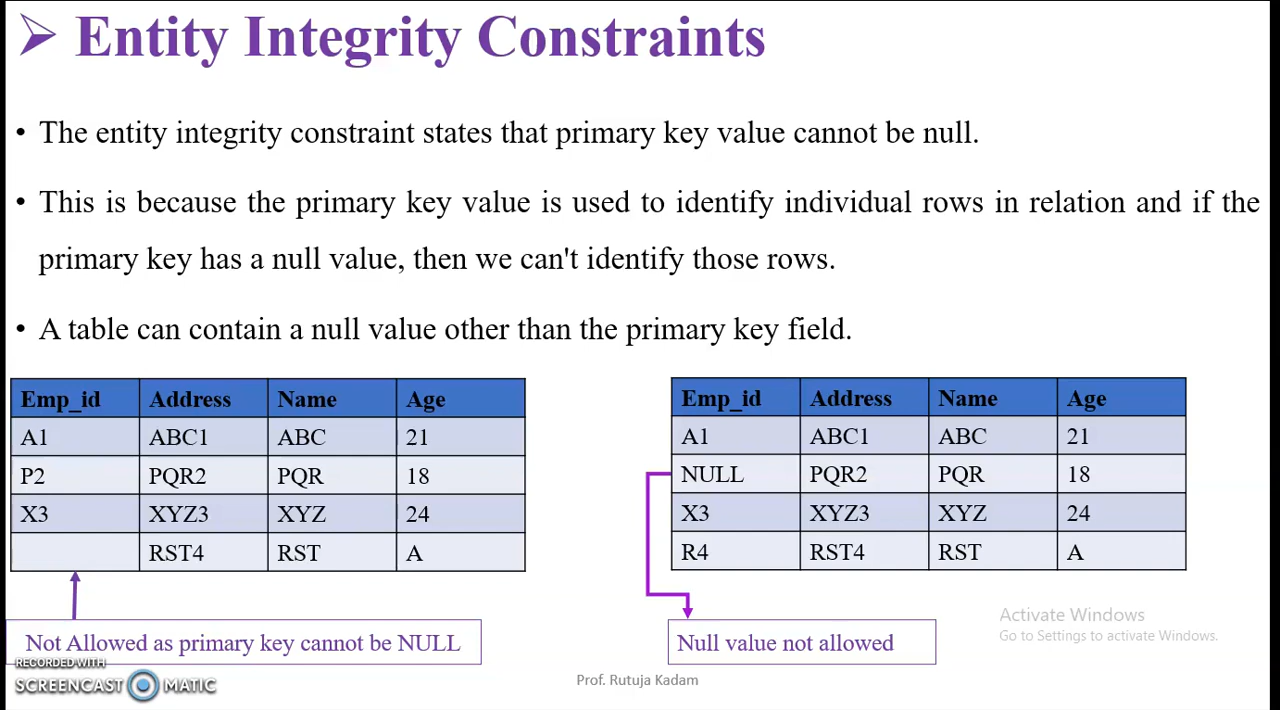 ➢ Entity Integrity Constraints
• The entity integrity constraint states that primary key value cannot be null.
• This is because the primary key value is used to identify individual rows in relation and if the
primary key has a null value, then we can't identify those rows.
• A table can contain a null value other than the primary key field.
Emp_id Address Name Age
A1 ABC1 ABC 21
P2 PQR2 PQR 18
X3 XYZ3 XYZ 24
RST4 RST A
Not Allowed as primary key cannot be NULL
Emp_id Address Name Age
A1 ABC1 ABC 21
NULL PQR2 PQR 18
X3 XYZ3 XYZ 24
R4 RST4 RST A
Null value not allowed
Activate Windows
Go to Settings to activate Windows.
RECORDED WITH
SCREENCAST MATIC
Prof. Rutuja Kadam